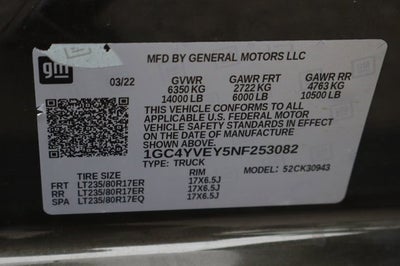 gm
MFD BY GENERAL MOTORS LLC
03/22 GVWR GAWR FRT GAWR RR
6350 KG 2722 KG 4763 KG
14000 LB 6000 LB 10500 LB
THIS VEHICLE CONFORMS TO ALL
APPLICABLE U.S. FEDERAL MOTOR
VEHICLE SAFETY STANDARDS IN
EFFECT ON THE DATE OF MANUFACTURE
SHOWN ABOVE.
1GC4YVEY5NF253082
TYPE: TRUCK
TIRE SIZE RIM MODEL: 52CK30943
FRT LT235/80R17ER 17X6.5J
RR LT235/80R17ER 17X6.5J
SPA LT235/80R17EQ 17X6.5J